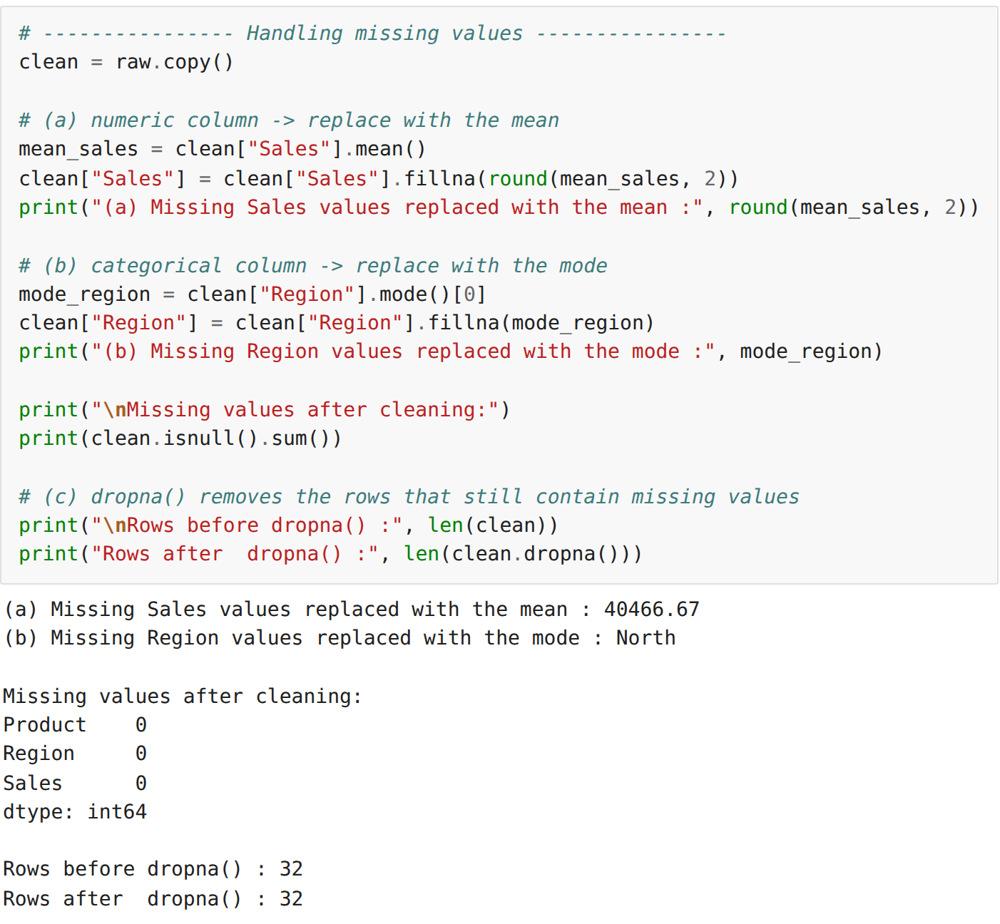 # ---------------- Handling missing values ----------------
clean = raw.copy()

# (a) numeric column -> replace with the mean
mean_sales = clean["Sales"].mean()
clean["Sales"] = clean["Sales"].fillna(round(mean_sales, 2))
print("(a) Missing Sales values replaced with the mean :", round(mean_sales, 2))

# (b) categorical column -> replace with the mode
mode_region = clean["Region"].mode()[0]
clean["Region"] = clean["Region"].fillna(mode_region)
print("(b) Missing Region values replaced with the mode :", mode_region)

print("\nMissing values after cleaning:")
print(clean.isnull().sum())

# (c) dropna() removes the rows that still contain missing values
print("\nRows before dropna() :", len(clean))
print("Rows after  dropna() :", len(clean.dropna()))

(a) Missing Sales values replaced with the mean : 40466.67
(b) Missing Region values replaced with the mode : North

Missing values after cleaning:
Product    0
Region     0
Sales      0
dtype: int64

Rows before dropna() : 32
Rows after  dropna() : 32